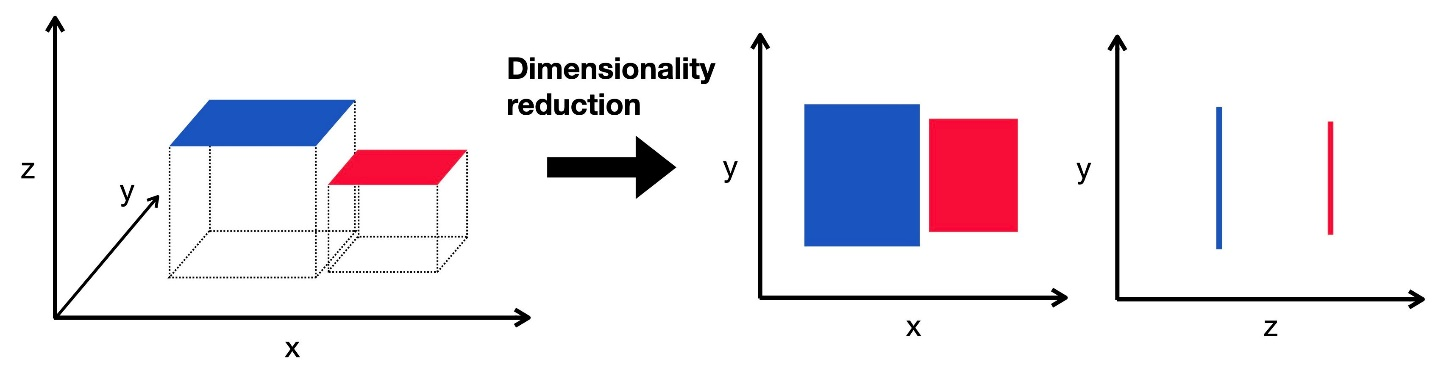 z
y
x
Dimensionality
reduction
y
x
y
z